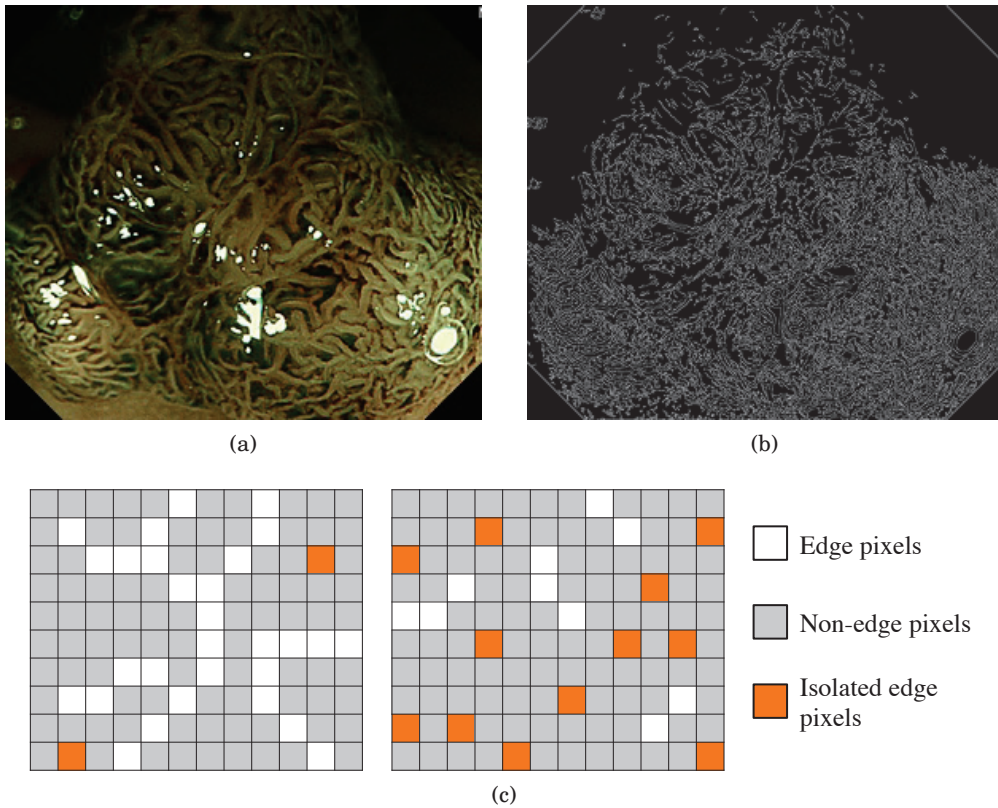 (a)
(b)
Edge pixels
Non-edge pixels
Isolated edge
pixels
(c)